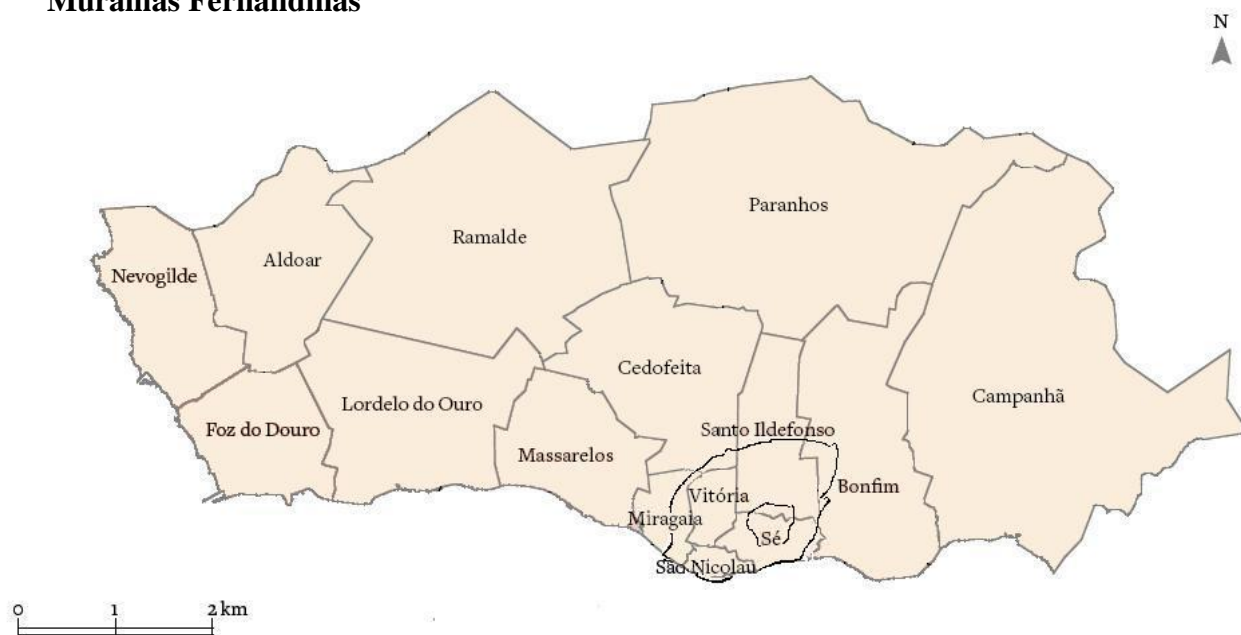 Muralhas Fernandinas
N
Paranhos
Ramalde
Aldoar
Nevogilde
Cedofeita
Campanhã
Lordelo do Ouro
Foz do Douro
Santo Ildefonso
Massarelos
Bonfim
Vitória
Miragaia
Sé
São Nicolau
0 1 2 km